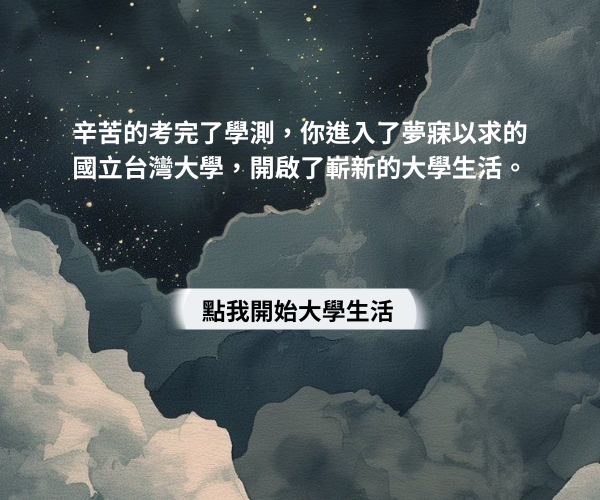 辛苦的考完了學測，你進入了夢寐以求的
國立台灣大學，開啟了嶄新的大學生活。
點我開始大學生活